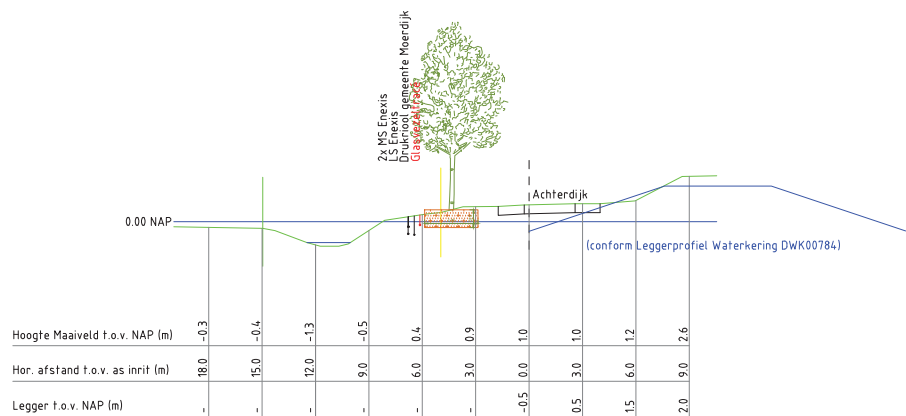 2x MS Enexis
LS Enexis
Drukriool gemeente Moerdijk
Glasvezeltracé
Achterdijk
0.00 NAP
(conform Leggerprofiel Waterkering DWK00784)
Hoogte Maaiveld t.o.v. NAP (m) -0.3 -0.4 -1.3 -0.5 0.4 0.9 1.0 1.0 1.2 2.6
Hor. afstand t.o.v. as inrit (m) 18.0 15.0 12.0 9.0 6.0 3.0 0.0 3.0 6.0 9.0
Legger t.o.v. NAP (m) - - - - - - -0.5 0.5 1.5 2.0